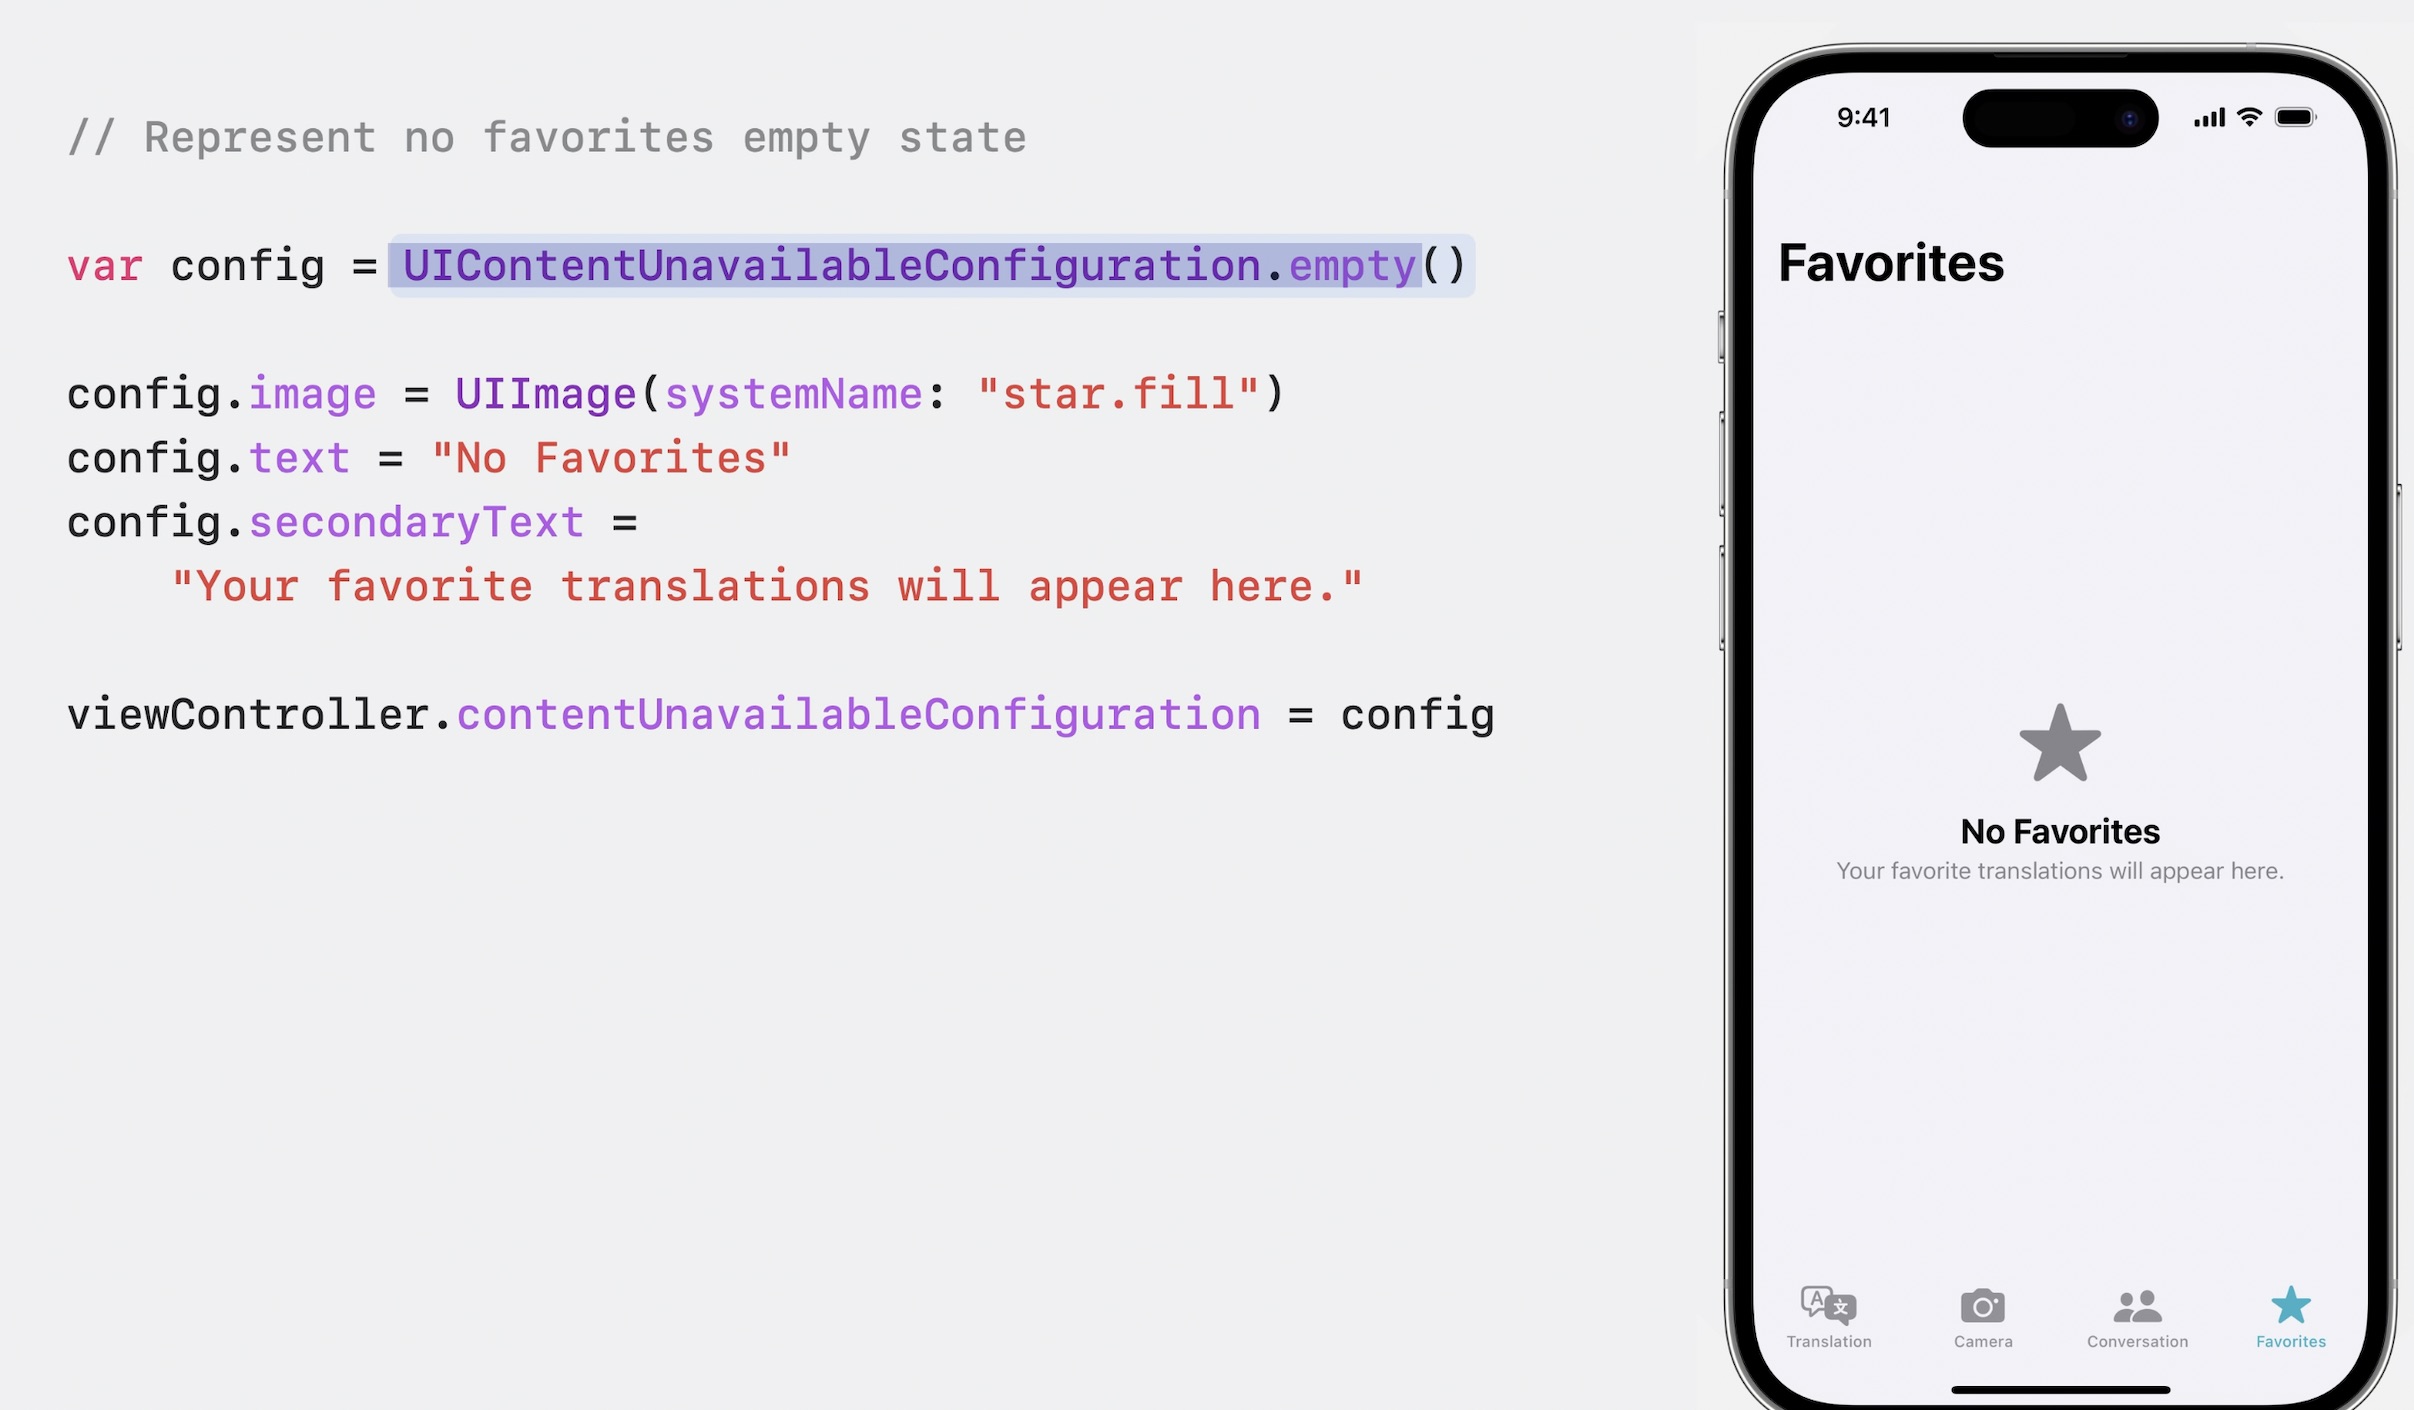 // Represent no favorites empty state
var config = UIContentUnavailableConfiguration.empty()
config.image = UIImage(systemName: "star.fill")
config.text = "No Favorites"
config.secondaryText =
"Your favorite translations will appear here."
viewController.contentUnavailableConfiguration = config
9:41
Favorites
No Favorites
Your favorite translations will appear here.
A 文
Translation
Camera
Conversation
Favorites